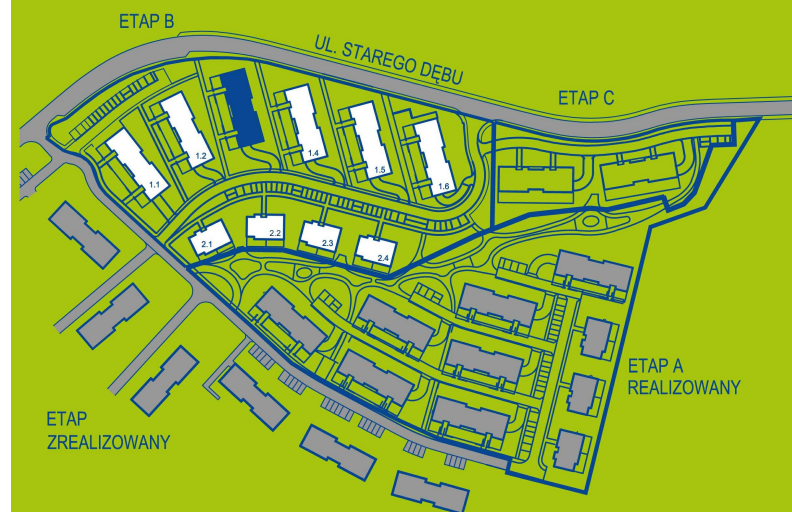 ETAP B
UL. STAREGO DĘBU
ETAP C
1.1
1.2
1.4
1.5
1.6
2.1
2.2
2.3
2.4
ETAP A
REALIZOWANY
ETAP
ZREALIZOWANY